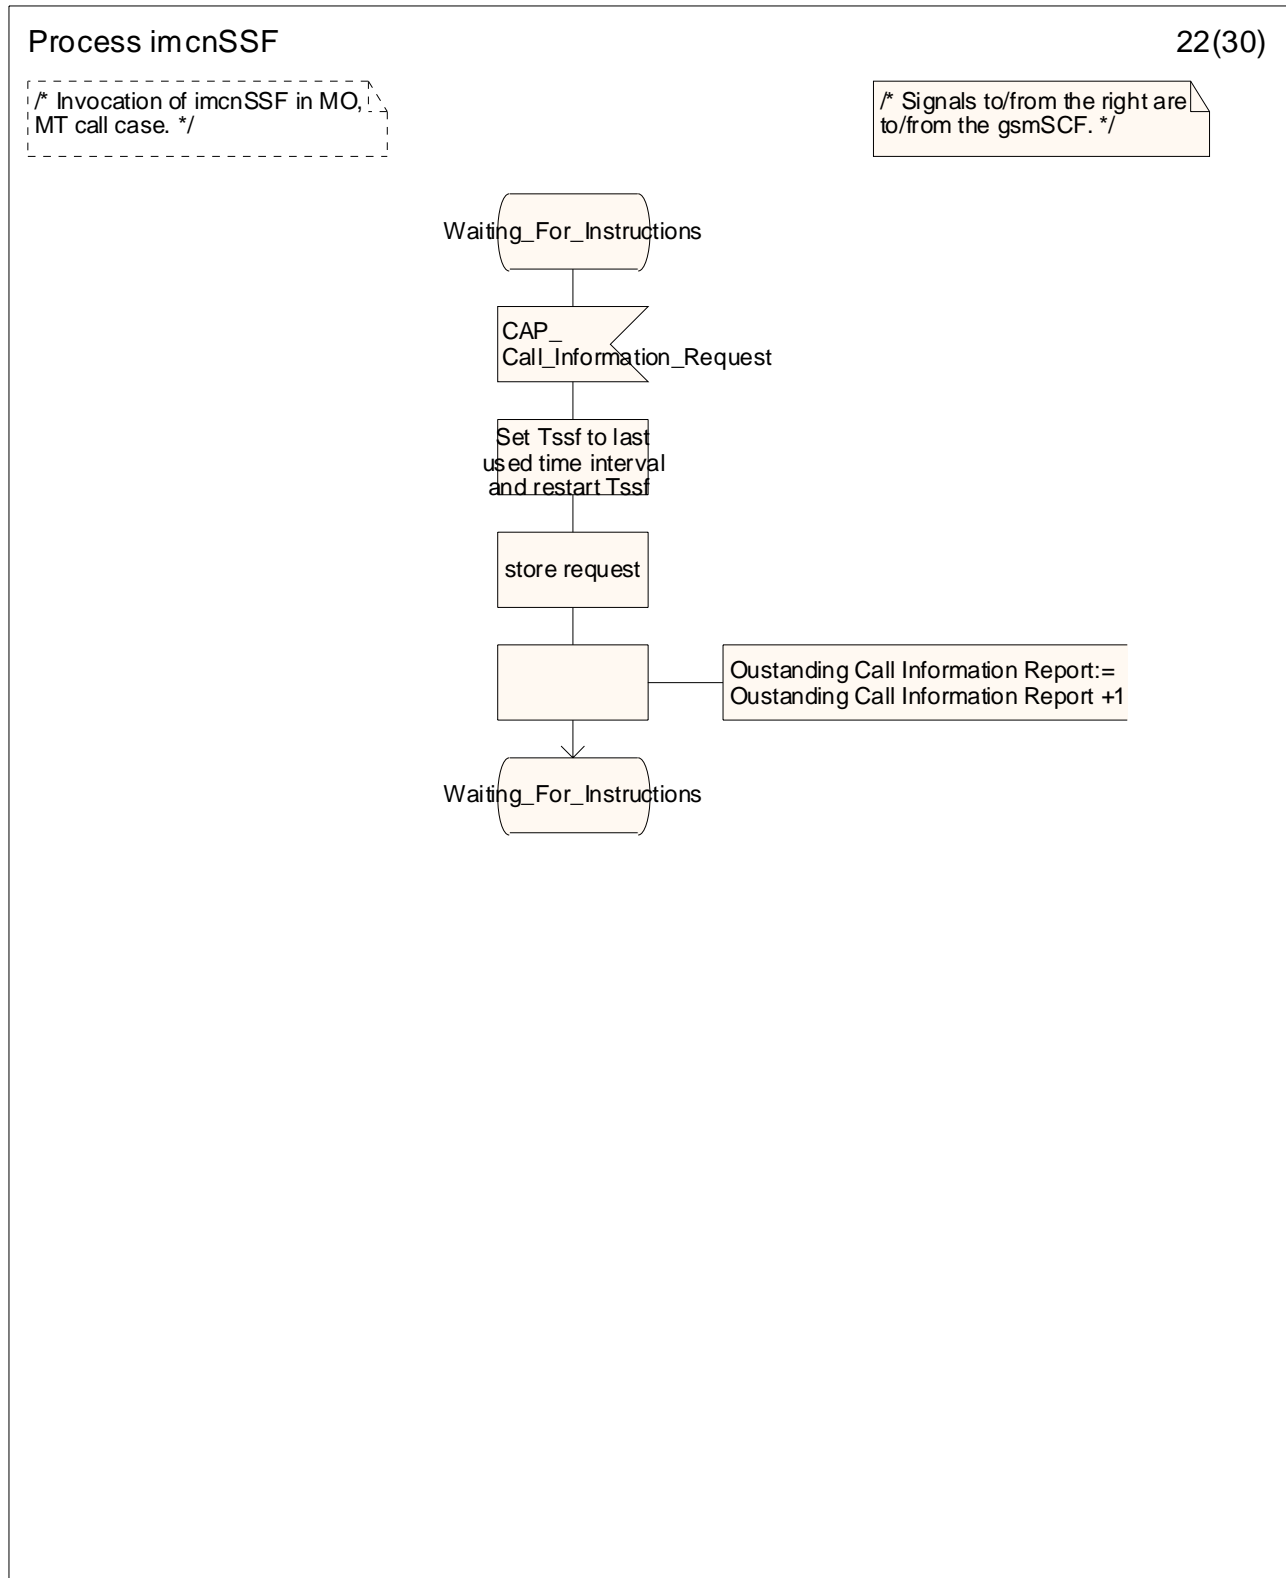 Process imcnSSF
22(30)
/* Invocation of imcnSSF in MO,
MT call case. */
/* Signals to/from the right are
to/from the gsmSCF. */
Waiting_For_Instructions
CAP_
Call_Information_Request
Set Tssf to last
used time interval
and restart Tssf
store request
Oustanding Call Information Report:=
Oustanding Call Information Report +1
Waiting_For_Instructions